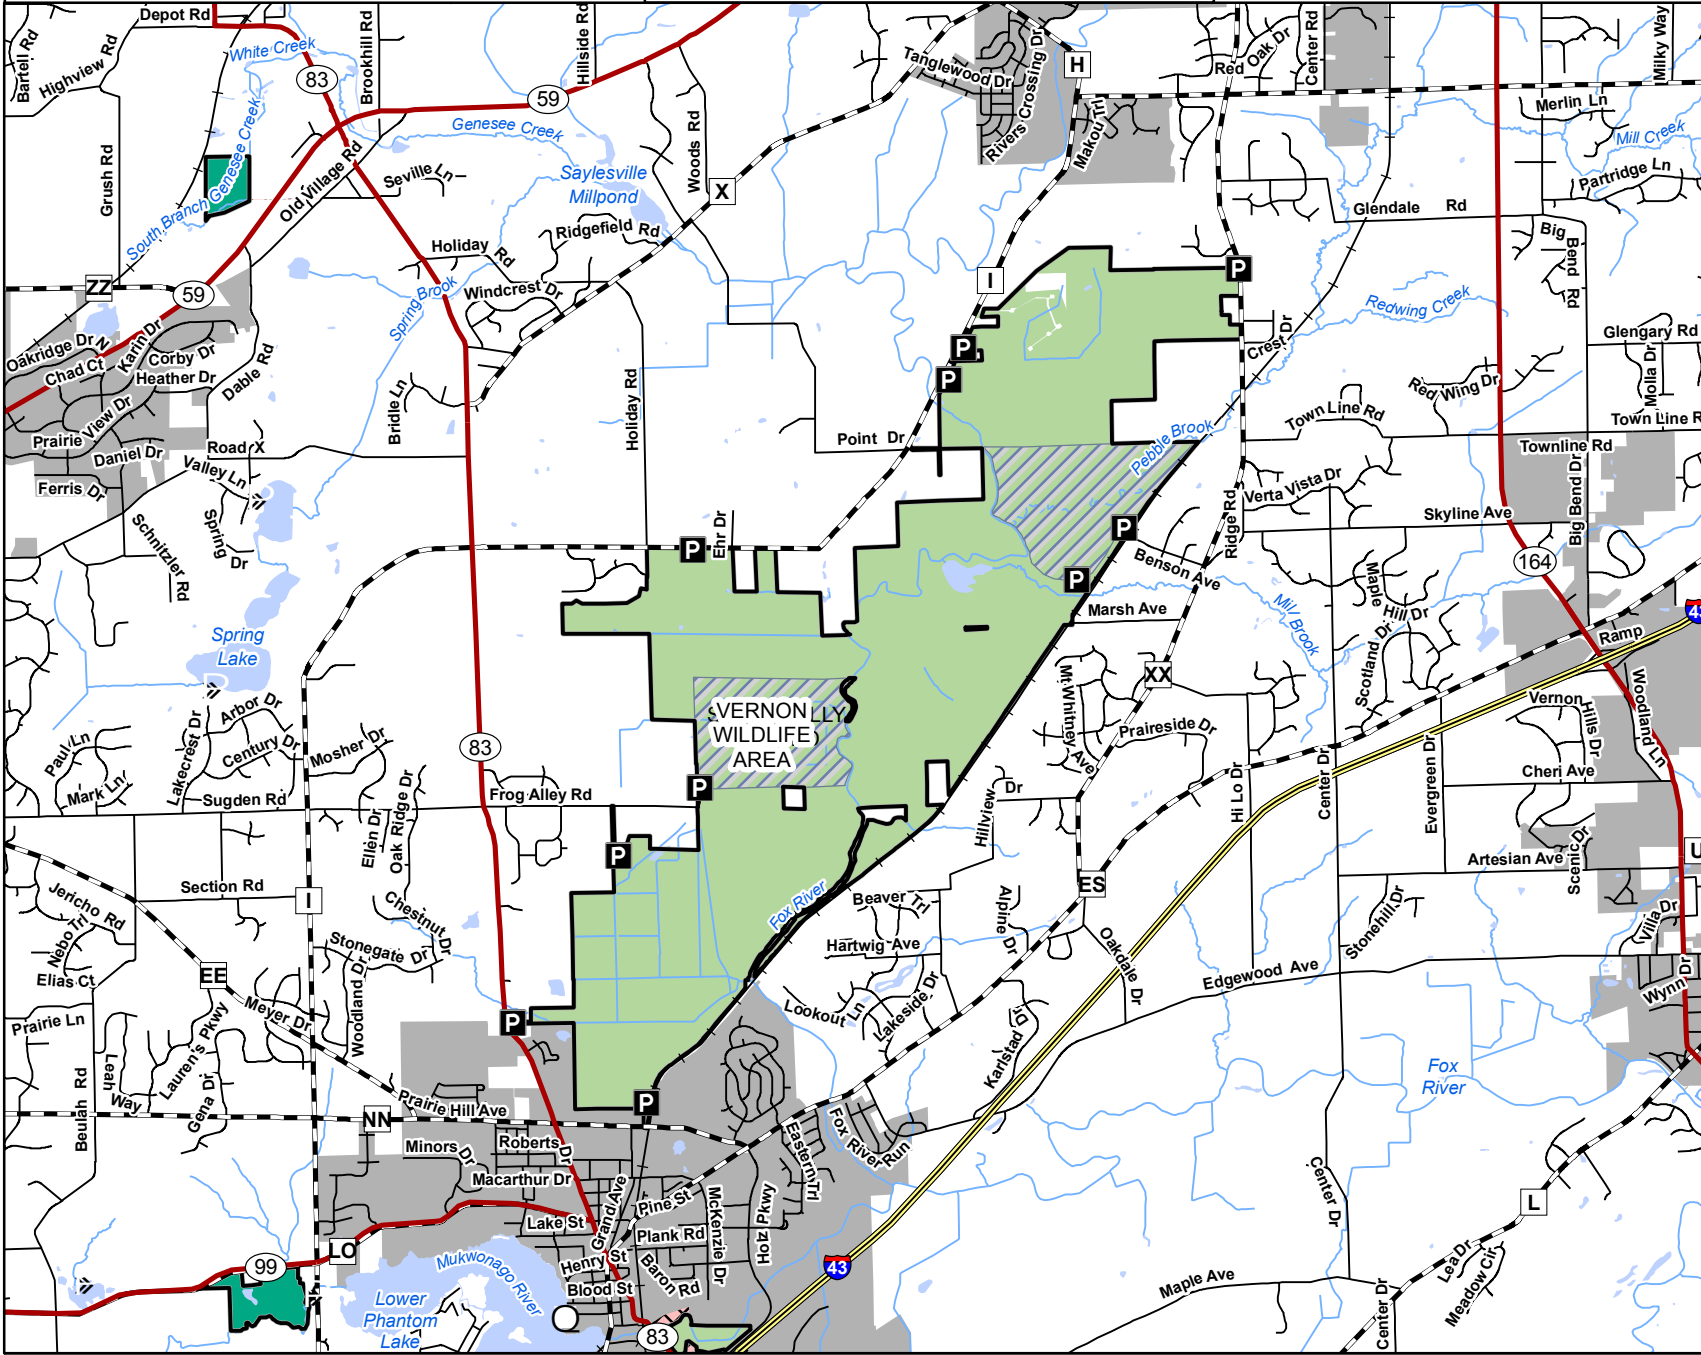 Depot Rd
Bartell Rd
Highview Rd
White Creek
83
Brookhill Rd
Hillside Rd
59
Genesee Creek
South Branch Genesee Creek
Grush Rd
Old Village Rd
Seville Ln
Saylesville
Millpond
Woods Rd
X
Tanglewood Dr
Rivers Crossing Dr
H
Makou Trl
Red Oak Dr
Center Rd
Milky Way
Merlin Ln
Mill Creek
Partridge Ln
Glendale Rd
Big Bend Rd
Holiday Rd
Ridgefield Rd
Windcrest Dr
Spring Brook
ZZ
59
I
P
Redwing Creek
Glengary Rd
Crest Dr
Molla Dr
Oakridge Dr N
Karin Dr
Chad Ct
Corby Dr
Heather Dr
Dable Rd
Prairie View Dr
Daniel Dr
Ferris Dr
Road X
Valley Ln
Bridle Ln
Holiday Rd
P
P
Point Dr
Pebble Brook
Town Line Rd
Red Wing Dr
Town Line R
Townline Rd
Big Bend Dr
Verta Vista Dr
Ridge Rd
Skyline Ave
164
Schnitzler Rd
Spring Dr
P
Ehr Dr
P
Benson Ave
P
Marsh Ave
Mill Brook
Maple Hill Dr
Scotland Dr
Ramp
43
Spring
Lake
XX
Mt Whitney Ave
Praireside Dr
VERNON
WILDLIFE
AREA
Arbor Dr
Century Dr
Mosher Dr
Lakecrest Dr
Paul Ln
Mark Ln
Sugden Rd
83
Frog Alley Rd
P
P
Vernon Hills Dr
Woodland Ln
Cheri Ave
Evergreen Dr
Center Dr
Hi Lo Dr
Hillview Dr
Ellen Dr
Oak Ridge Dr
Section Rd
I
Chestnut Dr
Stonegate Dr
Woodland Dr
Jericho Rd
Nebo Trl
Elias Ct
EE
Meyer Dr
Prairie Ln
Lauren's Pkwy
Leah Way
Gena Dr
Beulah Rd
Fox River
Beaver Trl
Hartwig Ave
Lookout Ln
Lakeside Dr
Alpine Dr
ES
Oakdale Dr
Karlstad Dr
Edgewood Ave
Stonehill Dr
Artesian Ave
Scenic Dr
U
Villa Dr
Wynn Dr
P
P
NN
Prairie Hill Ave
Minors Dr
Roberts Dr
Macarthur Dr
Lake St
Grand Ave
Pine St
Plank Rd
McKenzie Dr
Holz Pkwy
Eastern Trl
Fox River Run
Henry St
Blood St
Baron Rd
Fox
River
Center Dr
L
Lea Dr
Meadow Cir
Maple Ave
Center Dr
LO
99
Mukwonago River
Lower
Phantom
Lake
83
43